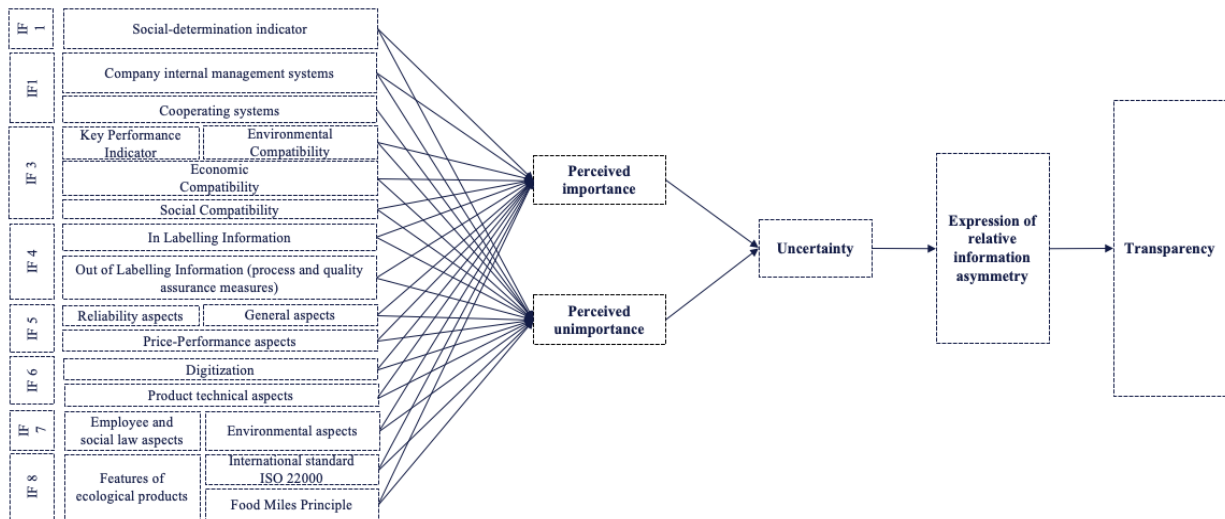 IF
1
Social-determination indicator
IF1
Company internal management systems
Cooperating systems
IF 3
Key Performance
Indicator
Environmental
Compatibility
Economic
Compatibility
Social Compatibility
IF 4
In Labelling Information
Out of Labelling Information (process and quality
assurance measures)
IF 5
Reliability aspects
General aspects
Price-Performance aspects
IF 6
Digitization
Product technical aspects
IF
7
Employee and
social law aspects
Environmental aspects
IF 8
Features of
ecological products
International standard
ISO 22000
Food Miles Principle
Perceived
importance
Perceived
unimportance
Uncertainty
Expression of
relative
information
asymmetry
Transparency